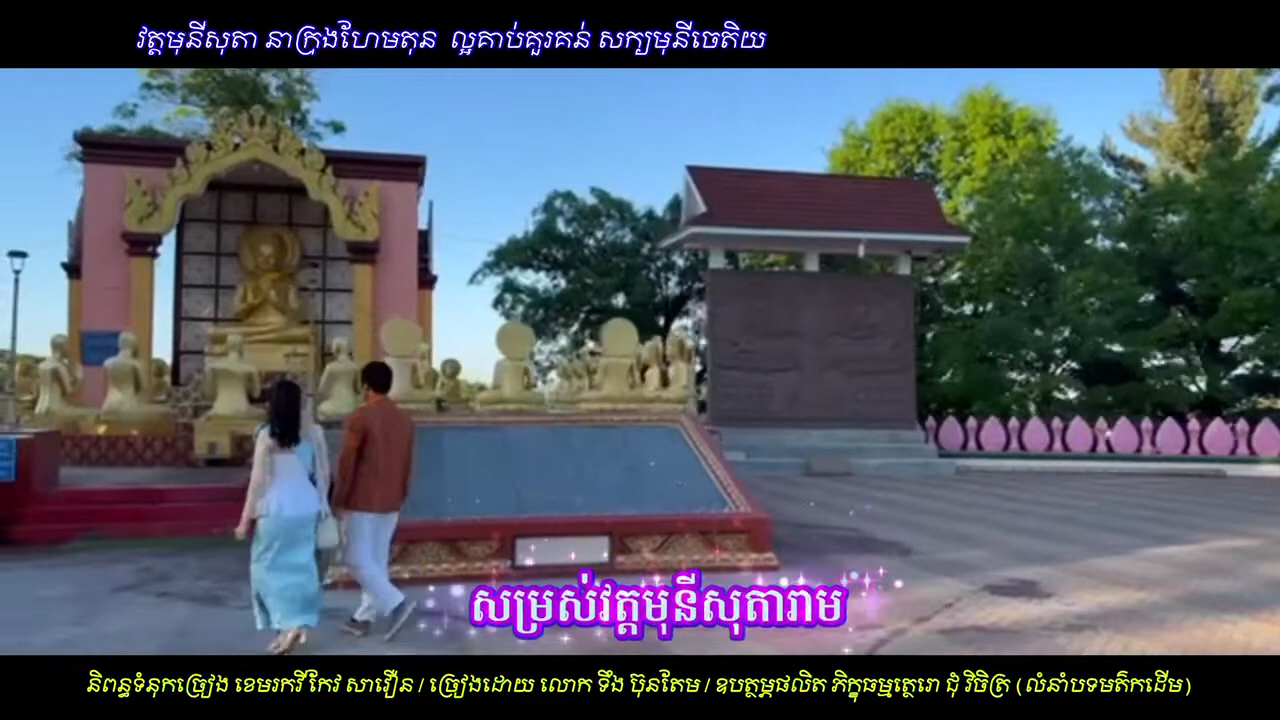 វត្តមុនីសុតា នាក្រុងហែមតុន ល្អគាប់គួរគន់ សក្យមុនីចេតិយ
សម្រស់វត្តមុនីសុតារាម
និពន្ធទំនុកច្រៀង ខេមរកវី កែវ សាវឿន / ច្រៀងដោយ លោក ទឹង ប៊ុនតែម / ឧបត្ថម្ភផលិត ភិក្ខុធម្មត្ថេរោ ជុំ វិចិត្រ (លំនាំបទមត៌កដើម)